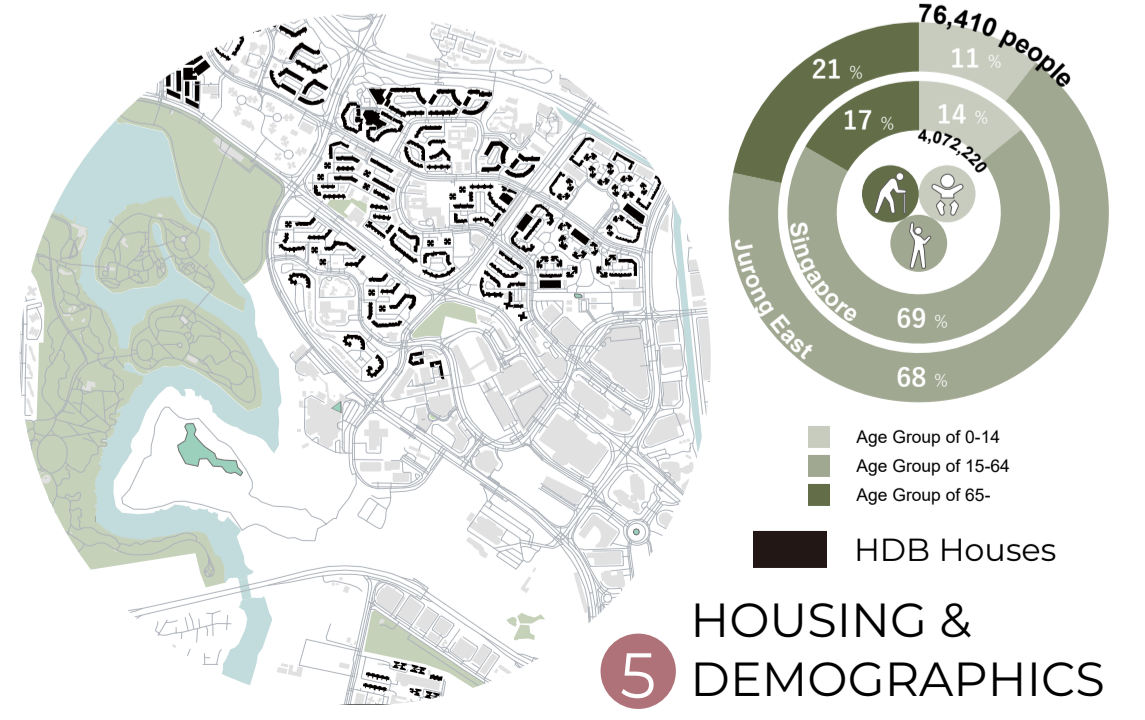 76,410 people
21 %
11 %
17 %
14 %
4,072,220
Singapore
Jurong East
69 %
68 %
Age Group of 0-14
Age Group of 15-64
Age Group of 65-
HDB Houses
5
HOUSING &
DEMOGRAPHICS